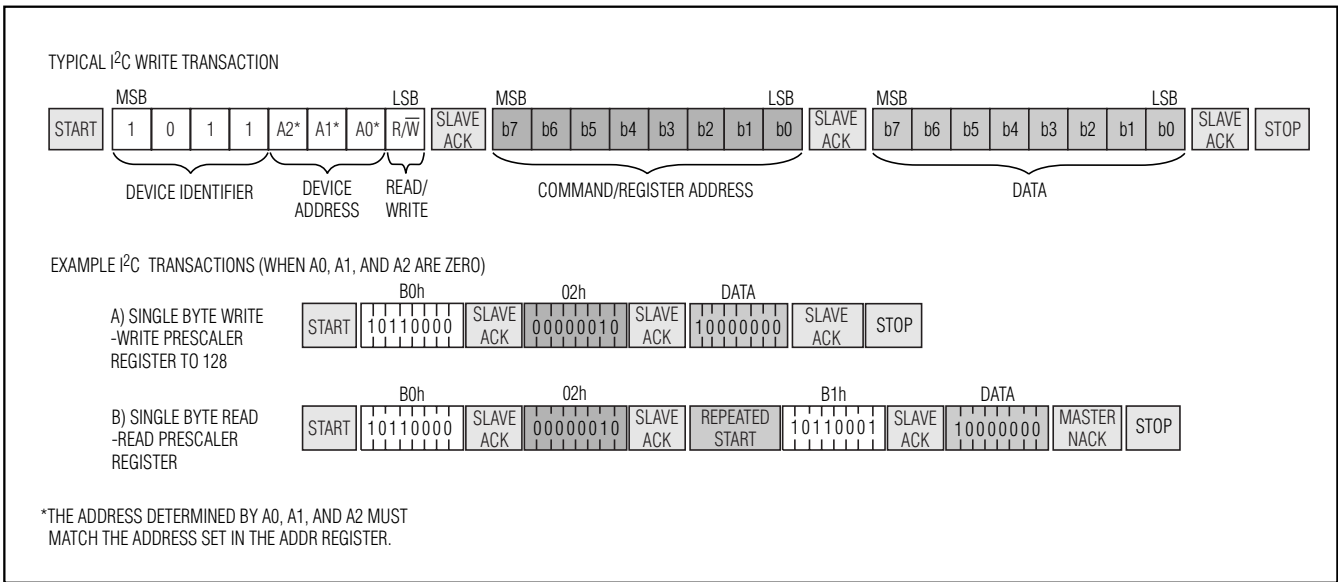 TYPICAL I2C WRITE TRANSACTION
MSB LSB MSB LSB MSB LSB
START 1 0 1 1 A2* A1* A0* R/W̅ SLAVE ACK b7 b6 b5 b4 b3 b2 b1 b0 SLAVE ACK b7 b6 b5 b4 b3 b2 b1 b0 SLAVE ACK STOP
DEVICE IDENTIFIER DEVICE ADDRESS READ/WRITE COMMAND/REGISTER ADDRESS DATA
EXAMPLE I2C TRANSACTIONS (WHEN A0, A1, AND A2 ARE ZERO)
B0h 02h DATA
A) SINGLE BYTE WRITE
-WRITE PRESCALER
REGISTER TO 128
START 10110000 SLAVE ACK 00000010 SLAVE ACK 10000000 SLAVE ACK STOP
B0h 02h B1h DATA
B) SINGLE BYTE READ
-READ PRESCALER
REGISTER
START 10110000 SLAVE ACK 00000010 SLAVE ACK REPEATED START 10110001 SLAVE ACK 10000000 MASTER NACK STOP
*THE ADDRESS DETERMINED BY A0, A1, AND A2 MUST
MATCH THE ADDRESS SET IN THE ADDR REGISTER.